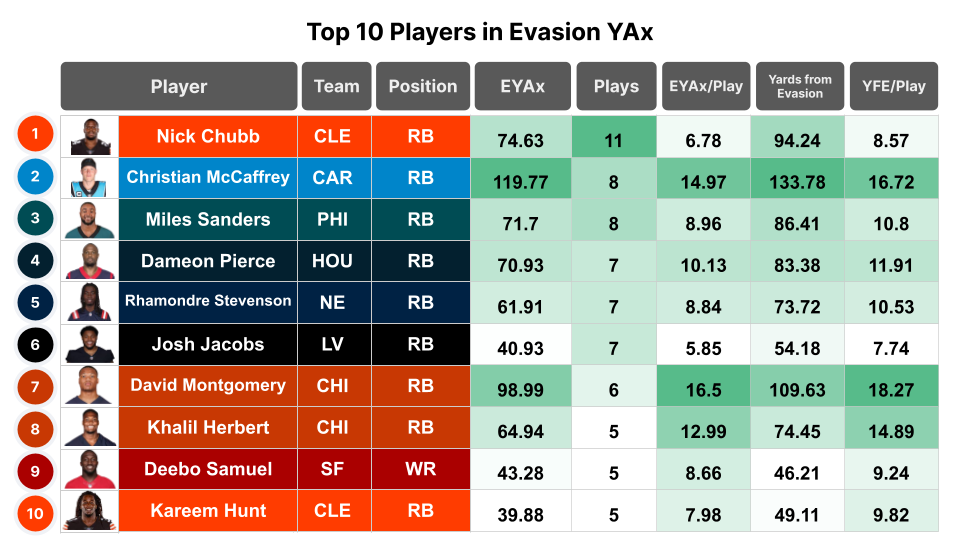 Top 10 Players in Evasion YAx
Player Team Position EYAx Plays EYAx/Play Yards from Evasion YFE/Play
1 Nick Chubb CLE RB 74.63 11 6.78 94.24 8.57
2 Christian McCaffrey CAR RB 119.77 8 14.97 133.78 16.72
3 Miles Sanders PHI RB 71.7 8 8.96 86.41 10.8
4 Dameon Pierce HOU RB 70.93 7 10.13 83.38 11.91
5 Rhamondre Stevenson NE RB 61.91 7 8.84 73.72 10.53
6 Josh Jacobs LV RB 40.93 7 5.85 54.18 7.74
7 David Montgomery CHI RB 98.99 6 16.5 109.63 18.27
8 Khalil Herbert CHI RB 64.94 5 12.99 74.45 14.89
9 Deebo Samuel SF WR 43.28 5 8.66 46.21 9.24
10 Kareem Hunt CLE RB 39.88 5 7.98 49.11 9.82